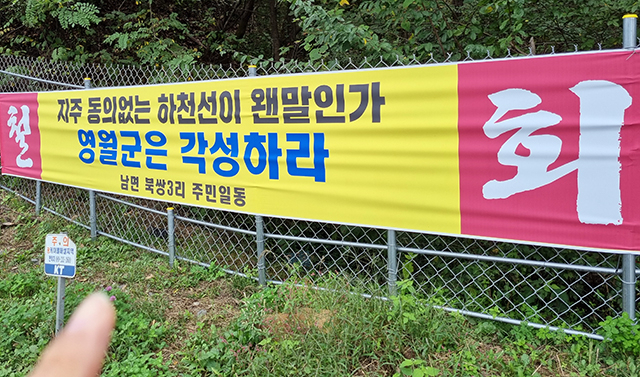 철
지주 동의없는 하천선이 왠말인가
영월군은 각성하라
남면 북쌍3리 주민일동
회
주의
KT